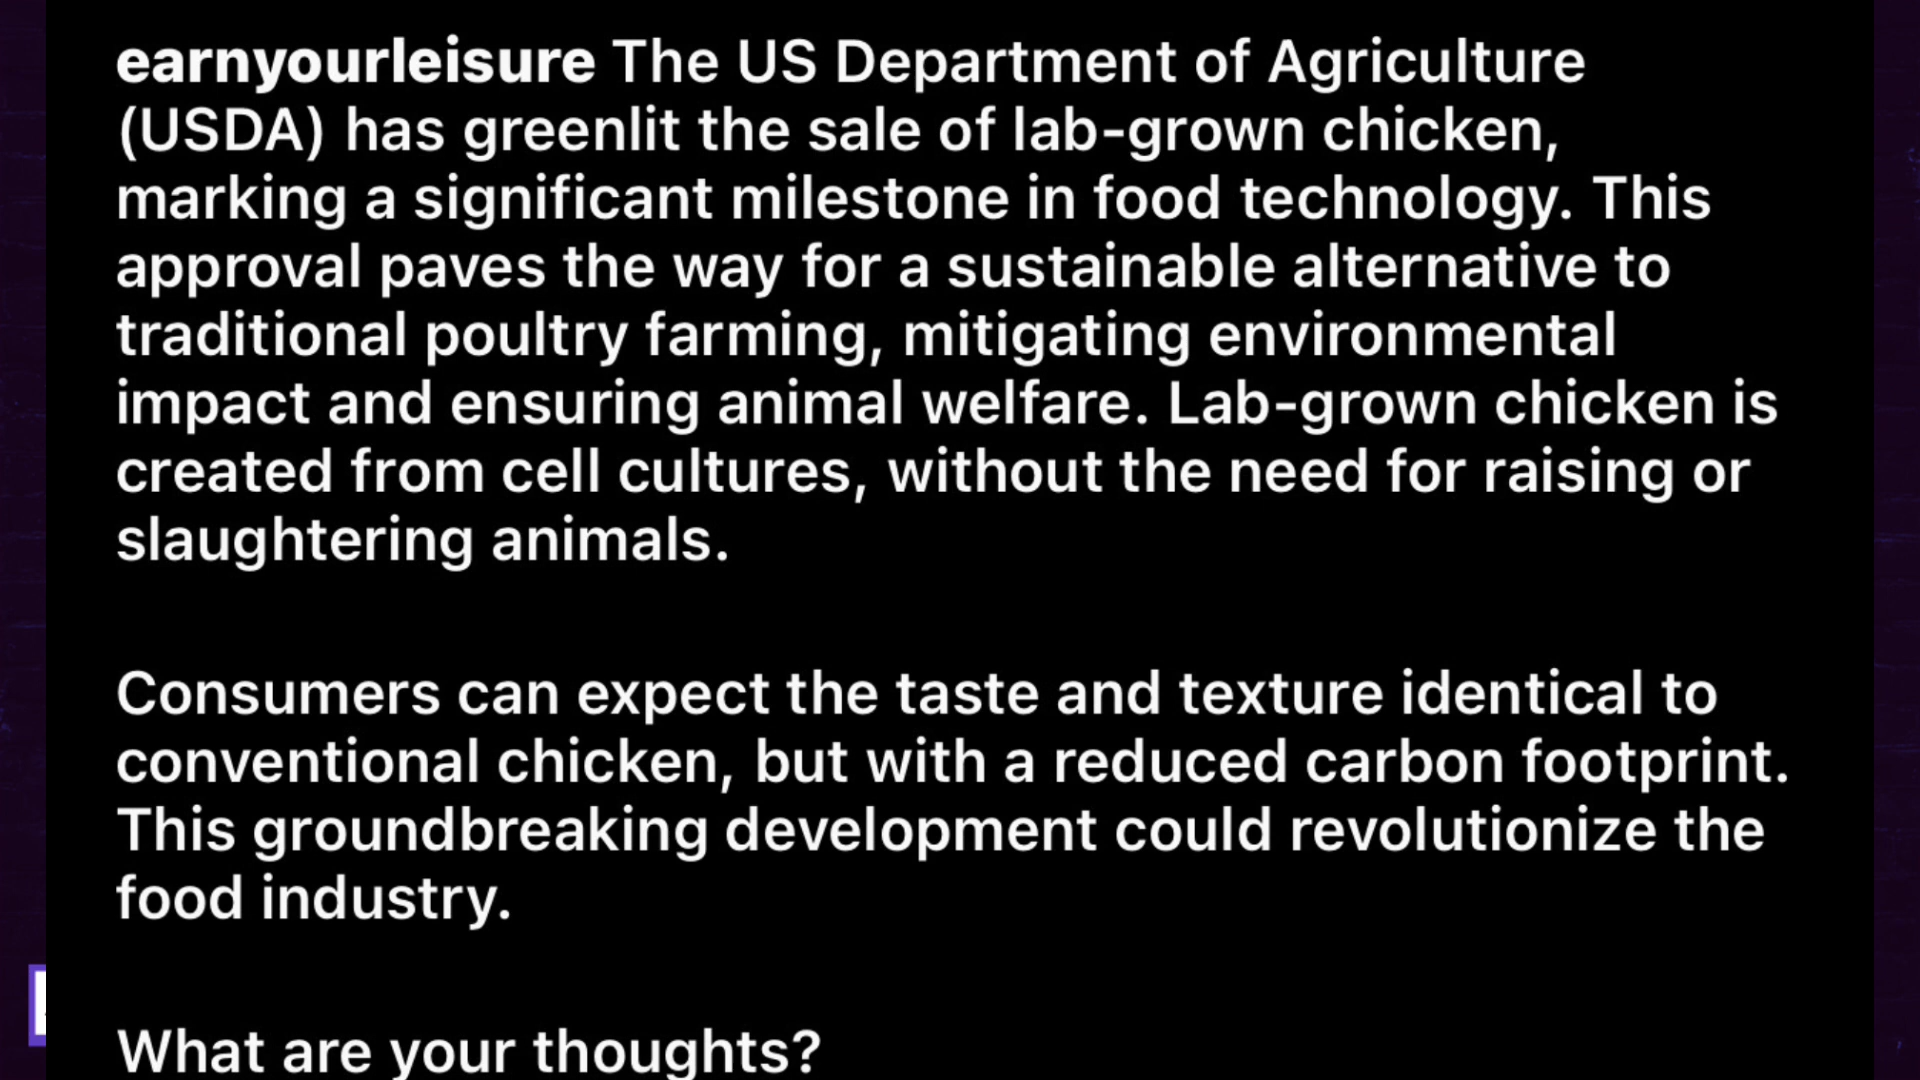 earnyourleisure The US Department of Agriculture
(USDA) has greenlit the sale of lab-grown chicken,
marking a significant milestone in food technology. This
approval paves the way for a sustainable alternative to
traditional poultry farming, mitigating environmental
impact and ensuring animal welfare. Lab-grown chicken is
created from cell cultures, without the need for raising or
slaughtering animals.
Consumers can expect the taste and texture identical to
conventional chicken, but with a reduced carbon footprint.
This groundbreaking development could revolutionize the
food industry.
What are your thoughts?